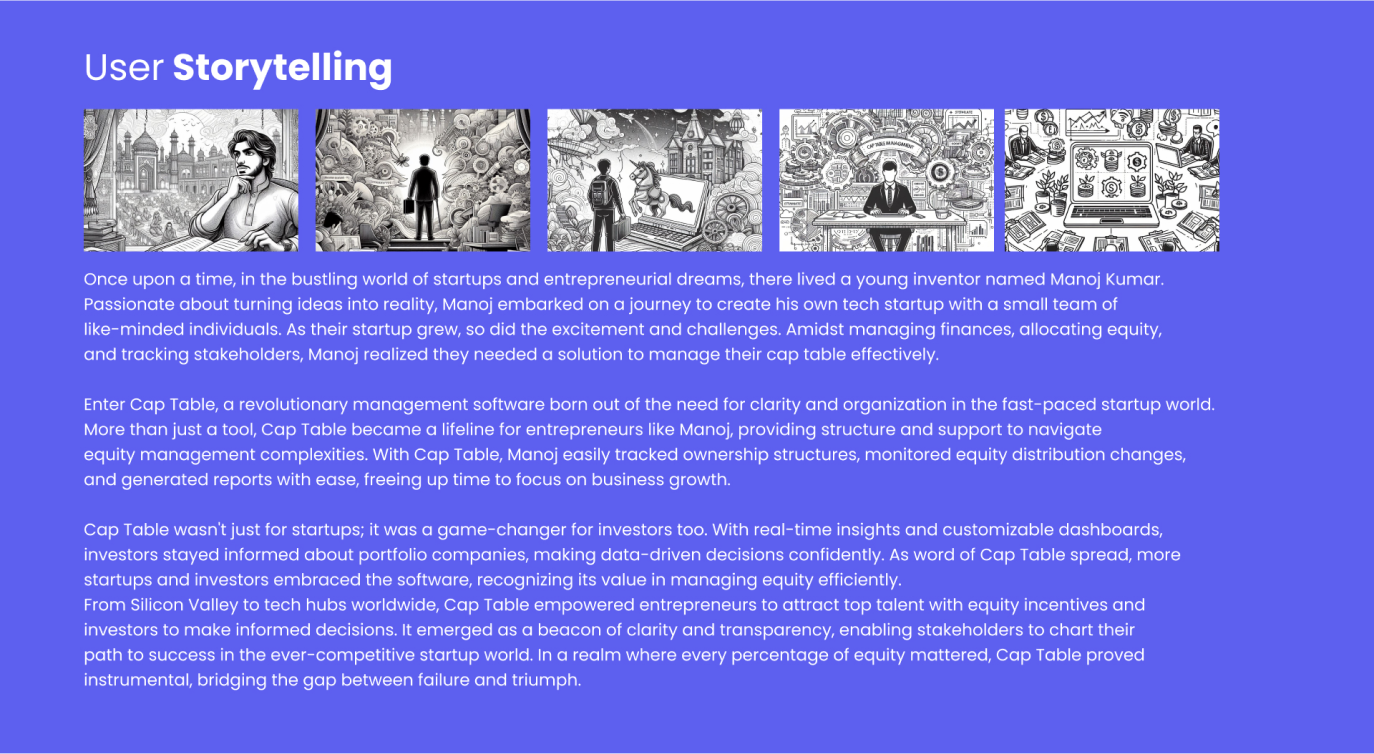 User Storytelling
CAP TABLE MANAGEMENT
Once upon a time, in the bustling world of startups and entrepreneurial dreams, there lived a young inventor named Manoj Kumar.
Passionate about turning ideas into reality, Manoj embarked on a journey to create his own tech startup with a small team of
like-minded individuals. As their startup grew, so did the excitement and challenges. Amidst managing finances, allocating equity,
and tracking stakeholders, Manoj realized they needed a solution to manage their cap table effectively.
Enter Cap Table, a revolutionary management software born out of the need for clarity and organization in the fast-paced startup world.
More than just a tool, Cap Table became a lifeline for entrepreneurs like Manoj, providing structure and support to navigate
equity management complexities. With Cap Table, Manoj easily tracked ownership structures, monitored equity distribution changes,
and generated reports with ease, freeing up time to focus on business growth.
Cap Table wasn't just for startups; it was a game-changer for investors too. With real-time insights and customizable dashboards,
investors stayed informed about portfolio companies, making data-driven decisions confidently. As word of Cap Table spread, more
startups and investors embraced the software, recognizing its value in managing equity efficiently.
From Silicon Valley to tech hubs worldwide, Cap Table empowered entrepreneurs to attract top talent with equity incentives and
investors to make informed decisions. It emerged as a beacon of clarity and transparency, enabling stakeholders to chart their
path to success in the ever-competitive startup world. In a realm where every percentage of equity mattered, Cap Table proved
instrumental, bridging the gap between failure and triumph.